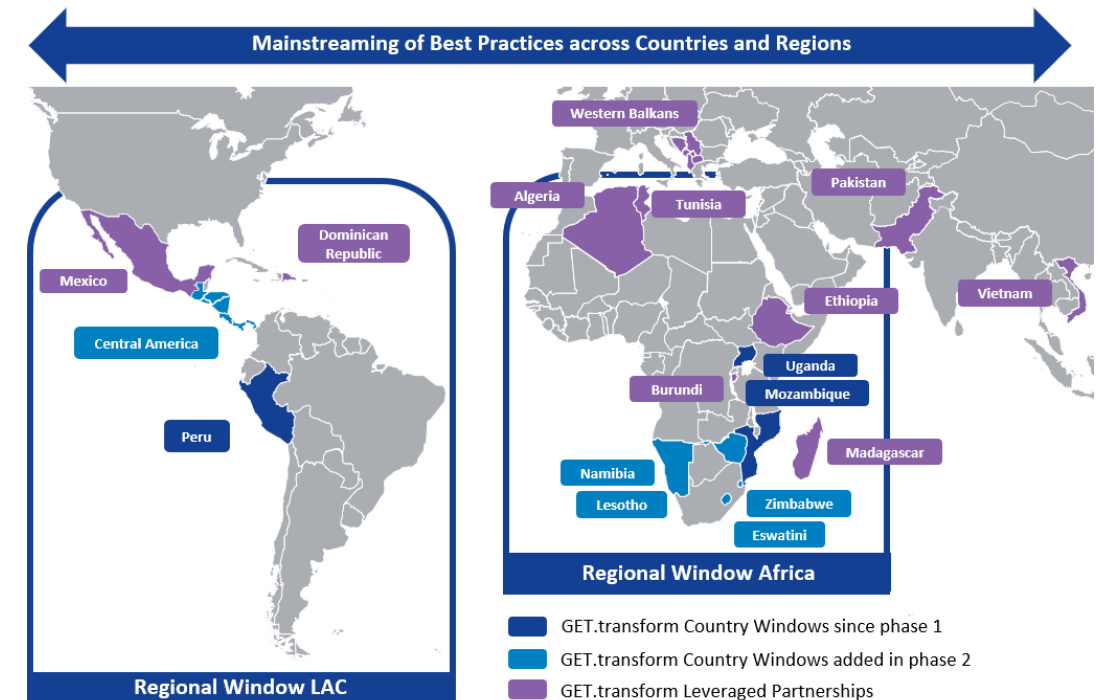 Mainstreaming of Best Practices across Countries and Regions
Western Balkans
Algeria
Tunisia
Pakistan
Dominican
Republic
Mexico
Ethiopia
Vietnam
Central America
Uganda
Burundi
Mozambique
Peru
Madagascar
Namibia
Lesotho
Zimbabwe
Eswatini
Regional Window Africa
GET.transform Country Windows since phase 1
GET.transform Country Windows added in phase 2
Regional Window LAC
GET.transform Leveraged Partnerships